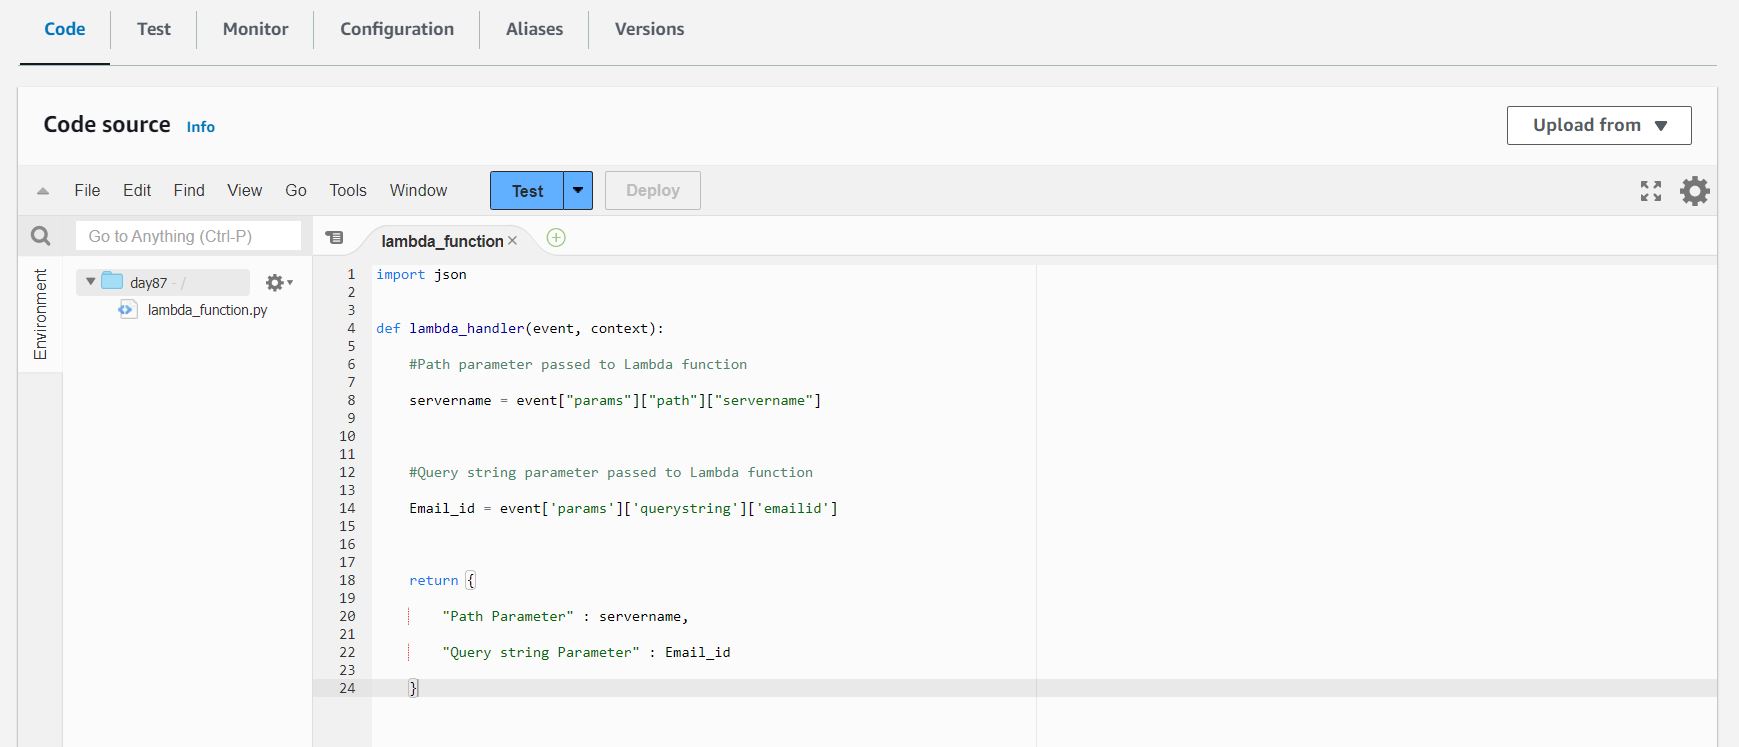 Code Test Monitor Configuration Aliases Versions
Code source Info Upload from
File Edit Find View Go Tools Window Test Deploy
Go to Anything (Ctrl-P) lambda_function
Environment
day87 - /
lambda_function.py
1 import json
2
3
4 def lambda_handler(event, context):
5
6 #Path parameter passed to Lambda function
7
8 servername = event["params"]["path"]["servername"]
9
10
11
12 #Query string parameter passed to Lambda function
13
14 Email_id = event['params']['querystring']['emailid']
15
16
17
18 return {
19
20 "Path Parameter" : servername,
21
22 "Query string Parameter" : Email_id
23
24 }